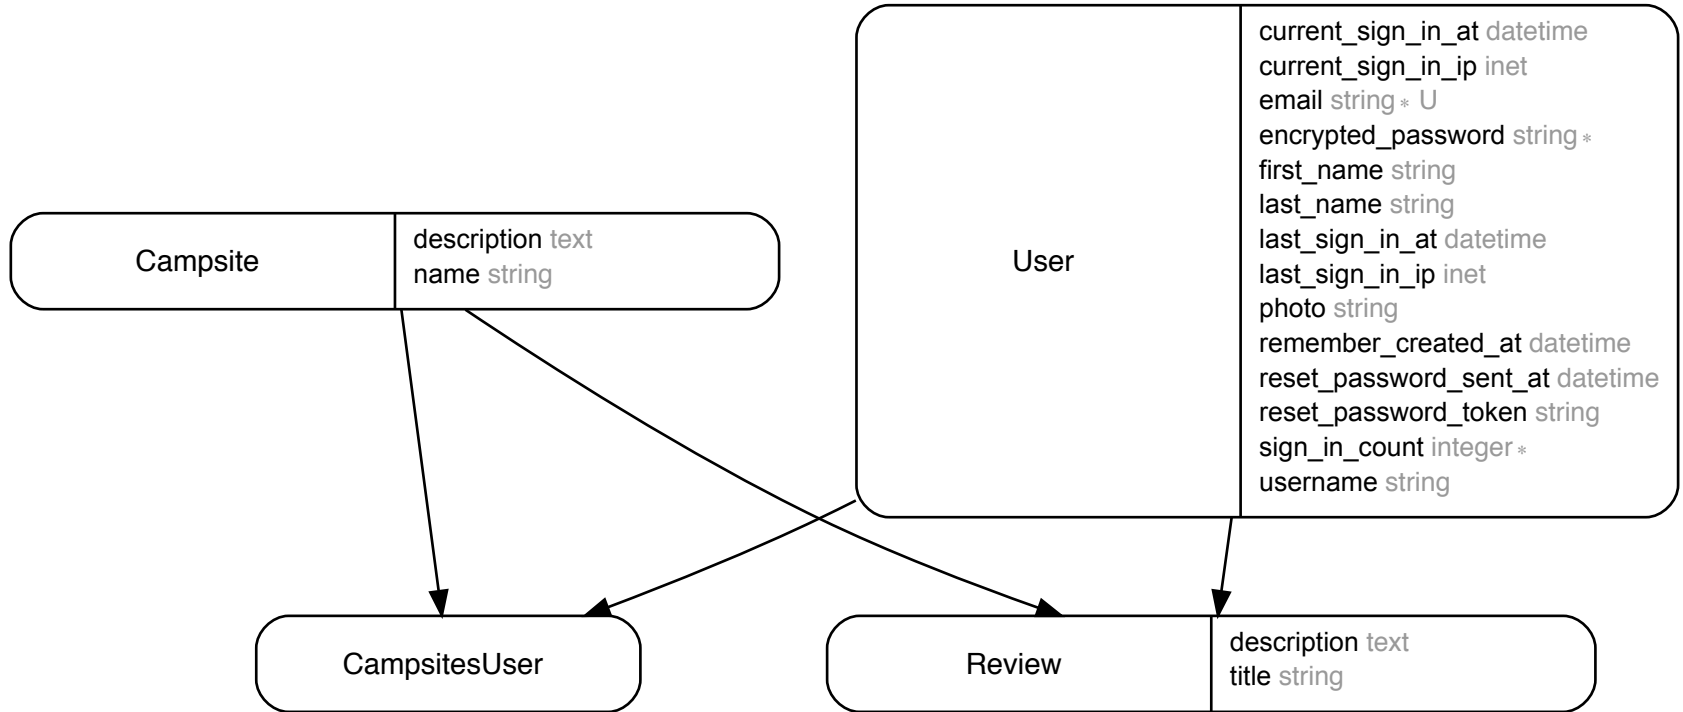 Campsite
description text
name string
User
current_sign_in_at datetime
current_sign_in_ip inet
email string * U
encrypted_password string *
first_name string
last_name string
last_sign_in_at datetime
last_sign_in_ip inet
photo string
remember_created_at datetime
reset_password_sent_at datetime
reset_password_token string
sign_in_count integer *
username string
CampsitesUser
Review
description text
title string